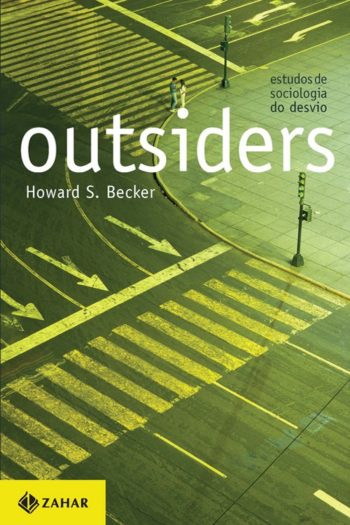 estudos de
sociologia
do desvio
outsiders
Howard S. Becker
ZAHAR